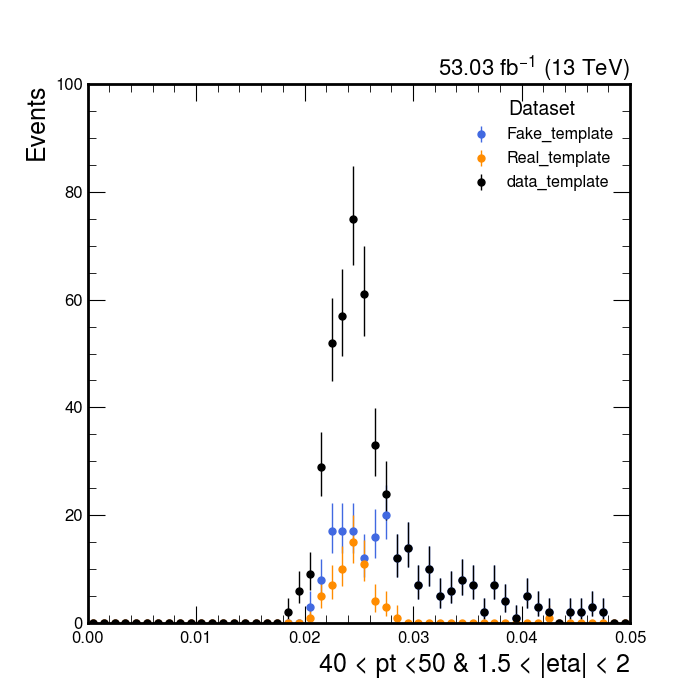 53.03 fb⁻¹ (13 TeV)
Events
100
80
60
40
20
0
Dataset
Fake_template
Real_template
data_template
0.00 0.01 0.02 0.03 0.04 0.05
40 < pt <50 & 1.5 < |eta| < 2